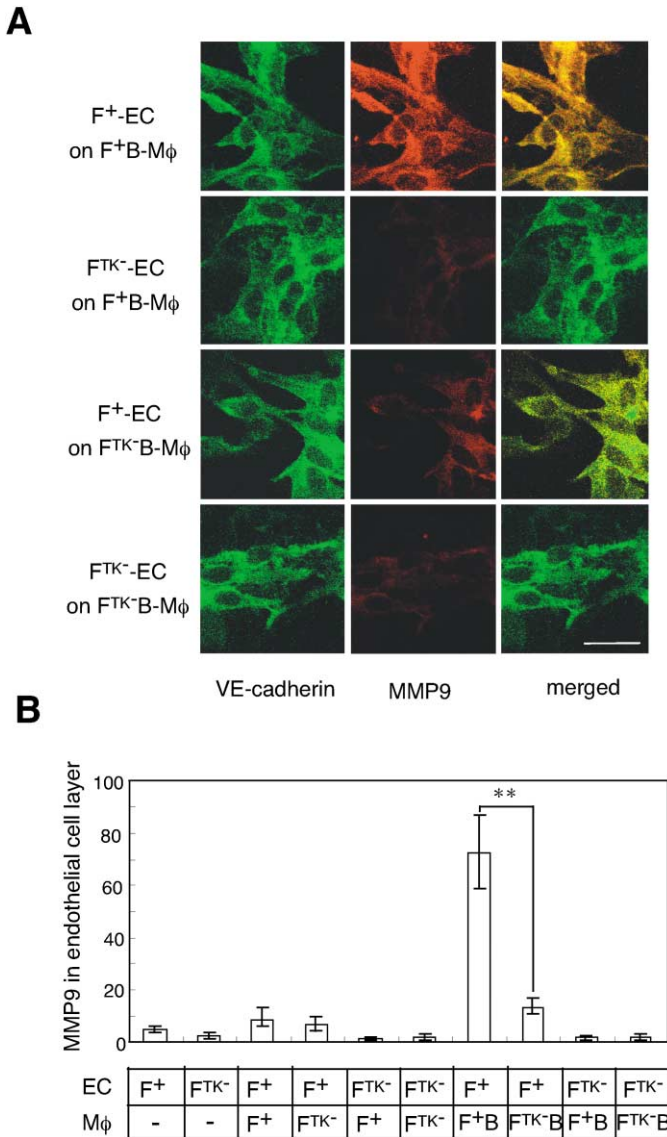 A
F⁺-EC
on F⁺B-Mϕ
Fᵀᴷ⁻-EC
on F⁺B-Mϕ
F⁺-EC
on Fᵀᴷ⁻B-Mϕ
Fᵀᴷ⁻-EC
on Fᵀᴷ⁻B-Mϕ
VE-cadherin MMP9 merged
B
MMP9 in endothelial cell layer
100
80
60
40
20
0
**
EC F⁺ Fᵀᴷ⁻ F⁺ F⁺ Fᵀᴷ⁻ Fᵀᴷ⁻ F⁺ F⁺ Fᵀᴷ⁻ Fᵀᴷ⁻
Mϕ - - F⁺ Fᵀᴷ⁻ F⁺ Fᵀᴷ⁻ F⁺B Fᵀᴷ⁻B F⁺B Fᵀᴷ⁻B